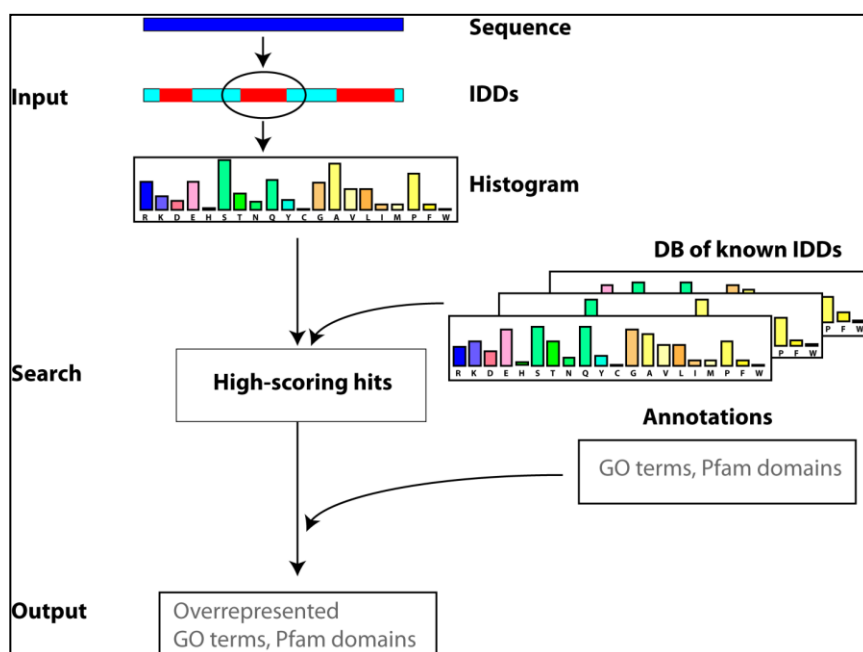 Sequence
Input
IDDs
Histogram
R K D E H S T N Q Y C G A V L I M P F W
DB of known IDDs
P F W
P F W
R K D E H S T N Q Y C G A V L I M P F W
Search
High-scoring hits
Annotations
GO terms, Pfam domains
Output
Overrepresented
GO terms, Pfam domains